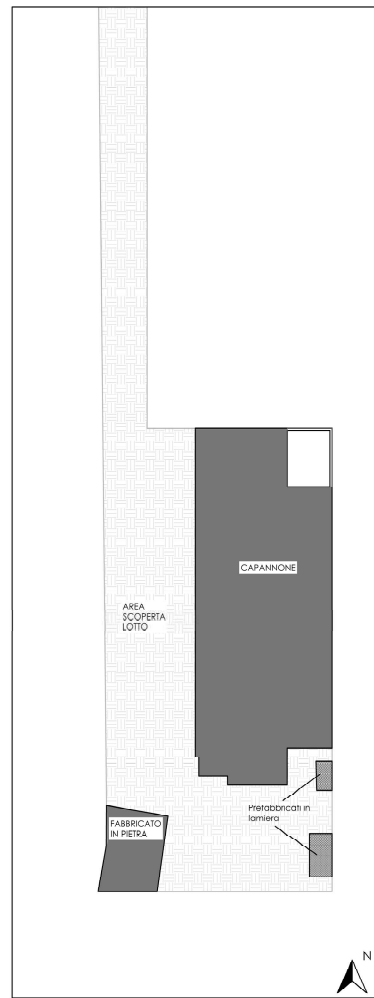 CAPANNONE
AREA
SCOPERTA
LOTTO
Prefabbricati in
lamiera
FABBRICATO
IN PIETRA
N